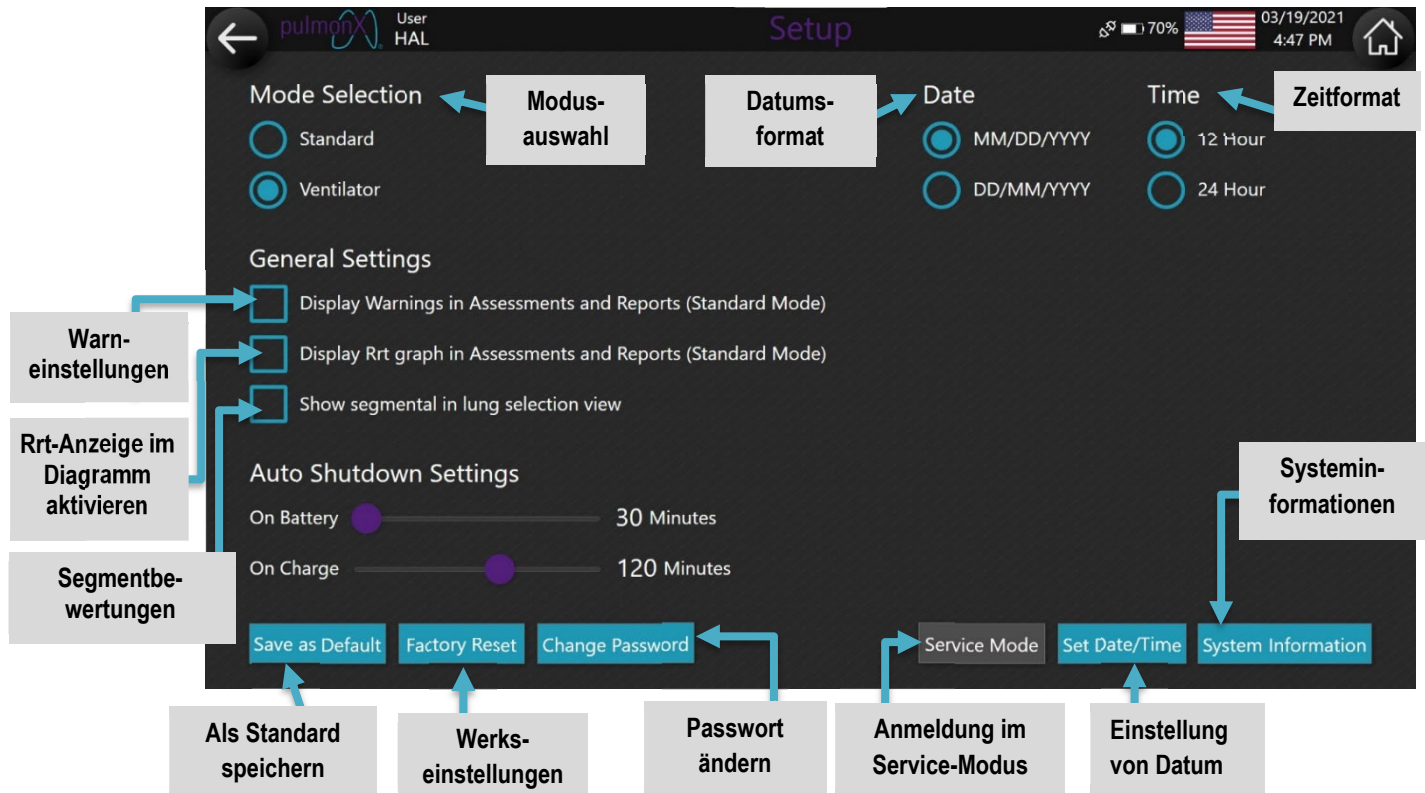 pulmonX
User
HAL
Setup
70%
03/19/2021
4:47 PM
Mode Selection
Modus-
auswahl
Datums-
format
Date
Time
Zeitformat
Standard
MM/DD/YYYY
12 Hour
Ventilator
DD/MM/YYYY
24 Hour
General Settings
Display Warnings in Assessments and Reports (Standard Mode)
Warn-
einstellungen
Display Rrt graph in Assessments and Reports (Standard Mode)
Show segmental in lung selection view
Rrt-Anzeige im
Diagramm
aktivieren
Auto Shutdown Settings
Systemin-
formationen
On Battery
30 Minutes
On Charge
120 Minutes
Segmentbe-
wertungen
Save as Default
Factory Reset
Change Password
Service Mode
Set Date/Time
System Information
Als Standard
speichern
Werks-
einstellungen
Passwort
ändern
Anmeldung im
Service-Modus
Einstellung
von Datum